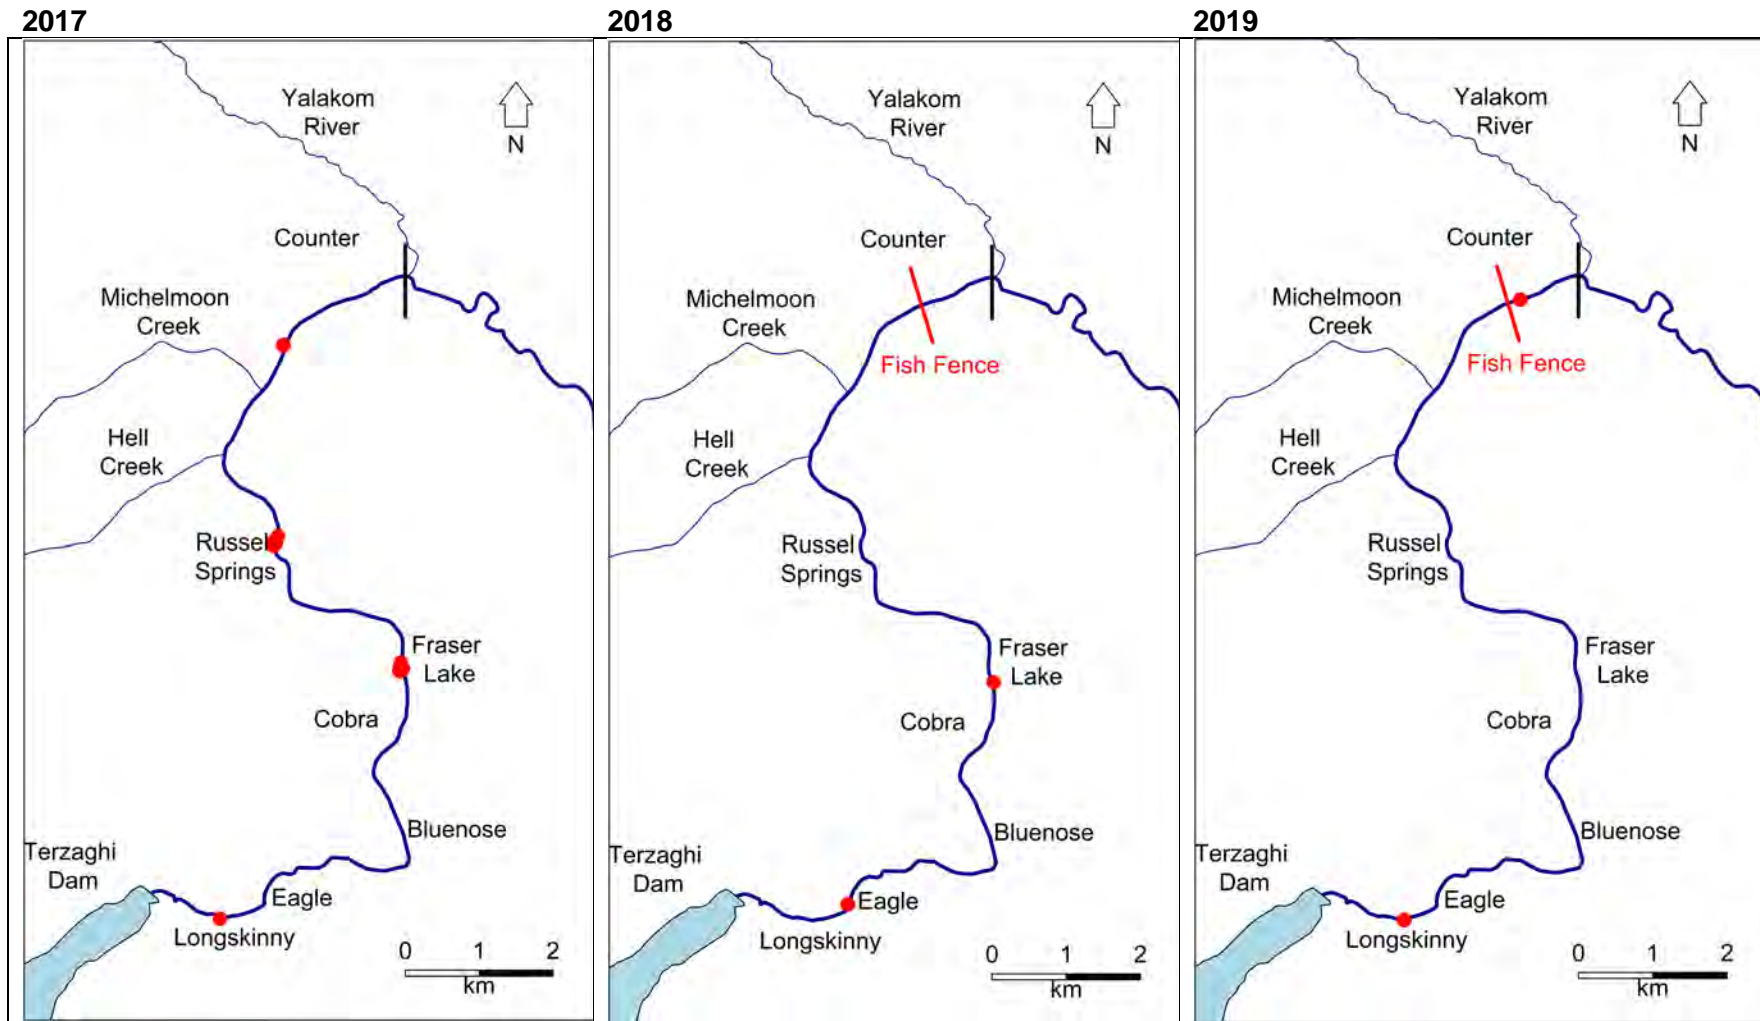 2017
Yalakom
River
N
Counter
Michelmoon
Creek
Hell
Creek
Russel
Springs
Fraser
Lake
Cobra
Bluenose
Terzaghi
Dam
Eagle
Longskinny
0 1 2
km
2018
Yalakom
River
N
Counter
Michelmoon
Creek
Fish Fence
Hell
Creek
Russel
Springs
Fraser
Lake
Cobra
Bluenose
Terzaghi
Dam
Eagle
Longskinny
0 1 2
km
2019
Yalakom
River
N
Counter
Michelmoon
Creek
Fish Fence
Hell
Creek
Russel
Springs
Fraser
Lake
Cobra
Bluenose
Terzaghi
Dam
Eagle
Longskinny
0 1 2
km